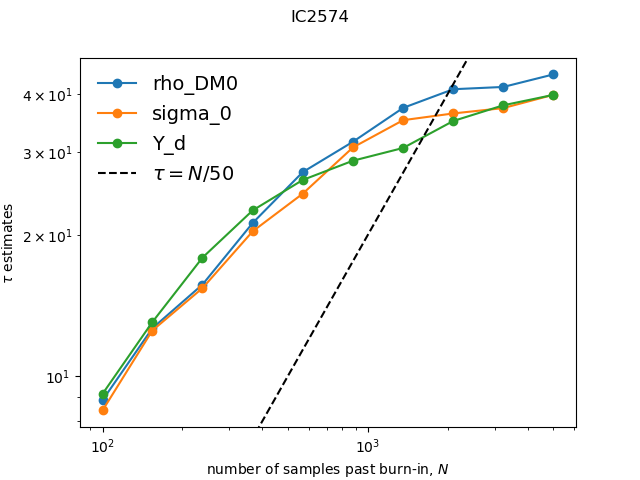 IC2574
rho_DM0
sigma_0
Y_d
τ = N/50
4 × 10¹
3 × 10¹
2 × 10¹
10¹
τ estimates
10²
10³
number of samples past burn-in, N